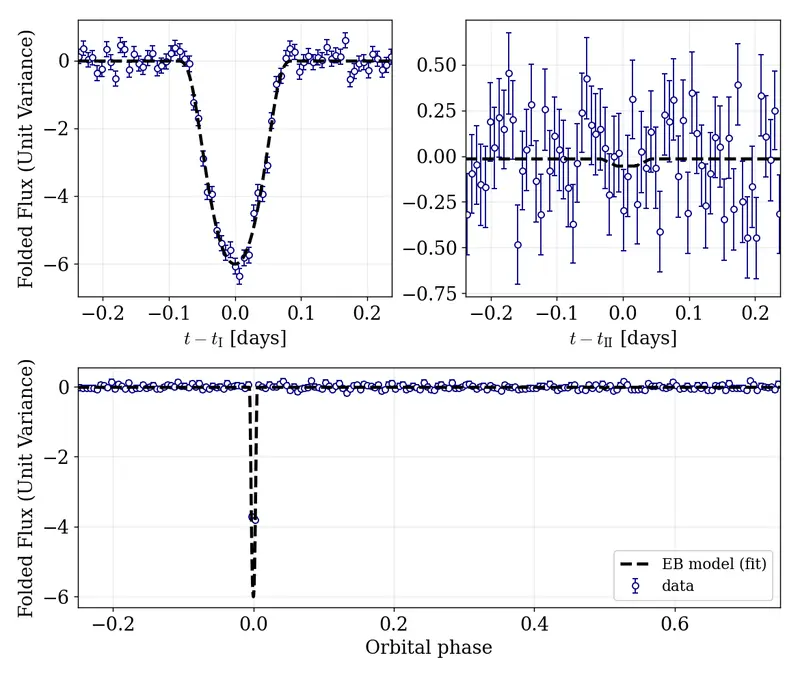 Folded Flux (Unit Variance)
0
−2
−4
−6
−0.2 −0.1 0.0 0.1 0.2
t − t_I [days]
0.50
0.25
0.00
−0.25
−0.50
−0.75
−0.2 −0.1 0.0 0.1 0.2
t − t_II [days]
Folded Flux (Unit Variance)
0
−2
−4
−6
EB model (fit)
data
−0.2 0.0 0.2 0.4 0.6
Orbital phase